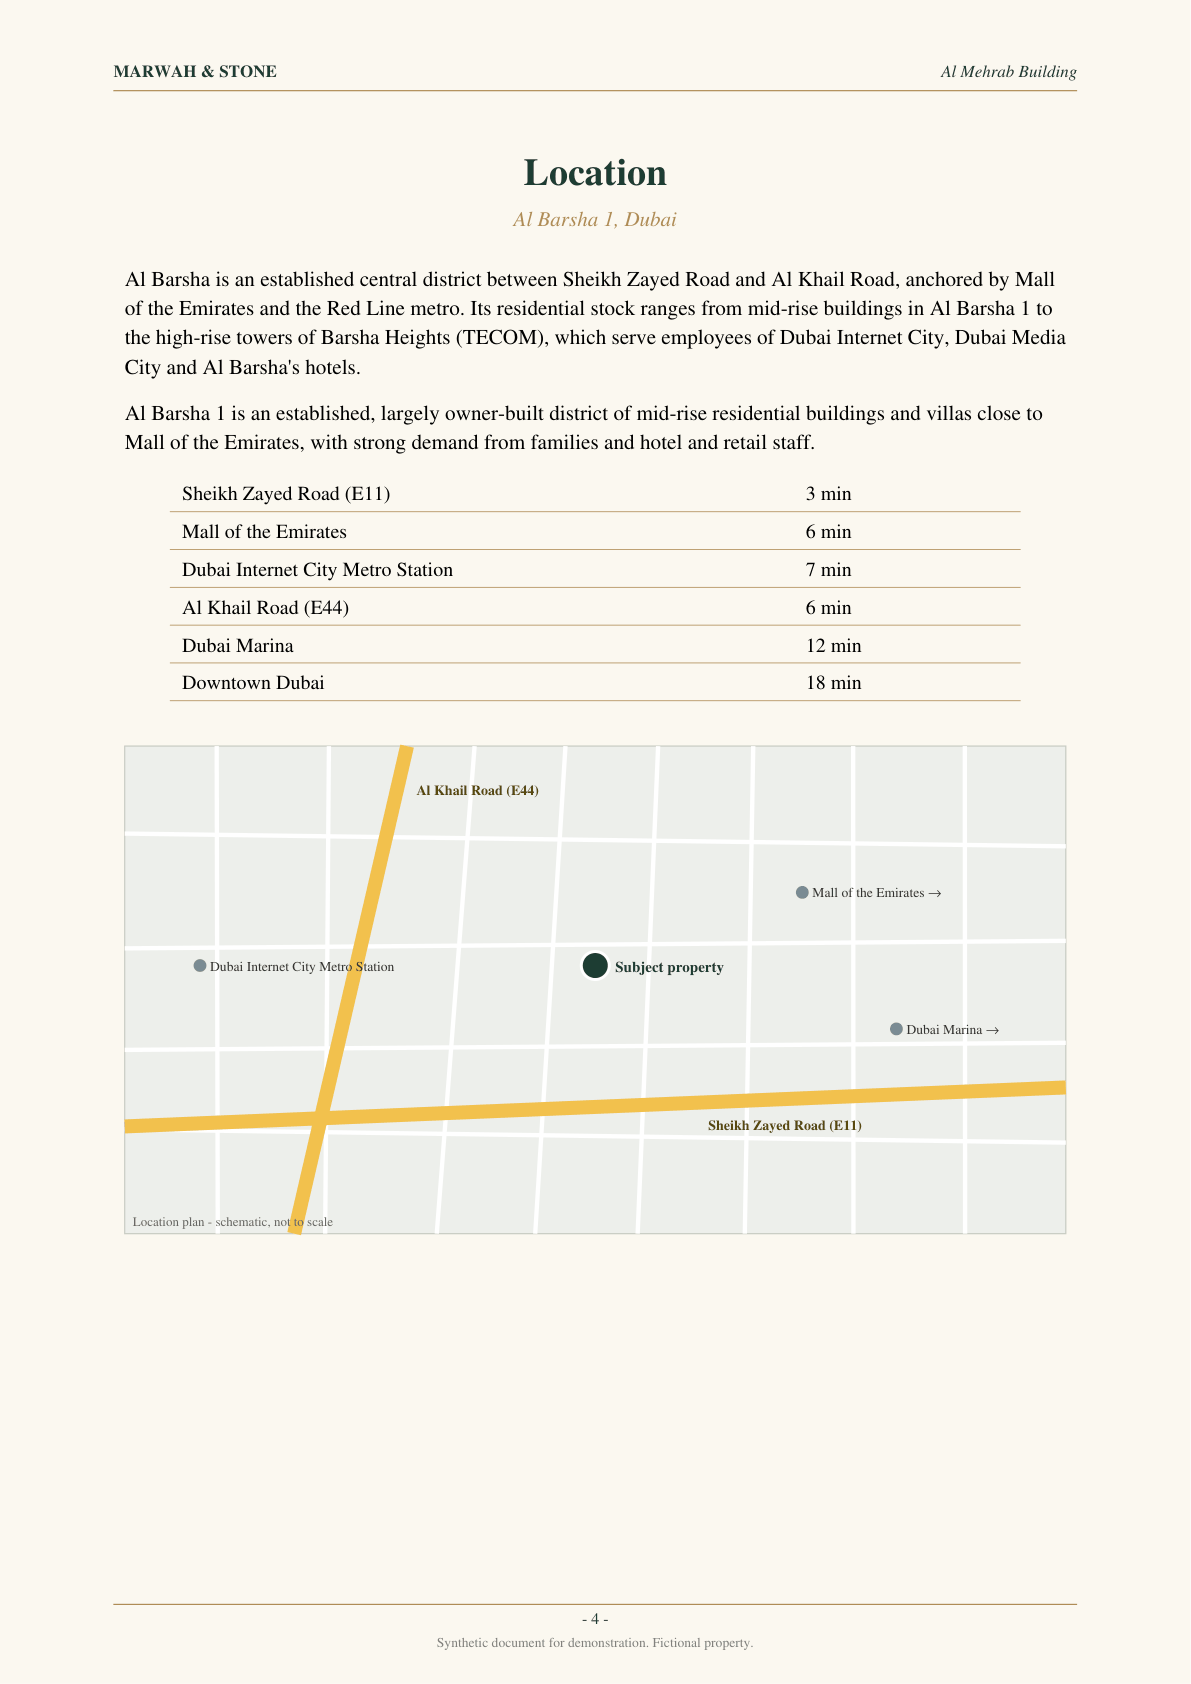 MARWAH & STONE
Al Mehrab Building
Location
Al Barsha 1, Dubai
Al Barsha is an established central district between Sheikh Zayed Road and Al Khail Road, anchored by Mall
of the Emirates and the Red Line metro. Its residential stock ranges from mid-rise buildings in Al Barsha 1 to
the high-rise towers of Barsha Heights (TECOM), which serve employees of Dubai Internet City, Dubai Media
City and Al Barsha's hotels.
Al Barsha 1 is an established, largely owner-built district of mid-rise residential buildings and villas close to
Mall of the Emirates, with strong demand from families and hotel and retail staff.
Sheikh Zayed Road (E11) 3 min
Mall of the Emirates 6 min
Dubai Internet City Metro Station 7 min
Al Khail Road (E44) 6 min
Dubai Marina 12 min
Downtown Dubai 18 min
Al Khail Road (E44)
Mall of the Emirates →
Dubai Internet City Metro Station
Subject property
Dubai Marina →
Sheikh Zayed Road (E11)
Location plan - schematic, not to scale
- 4 -
Synthetic document for demonstration. Fictional property.